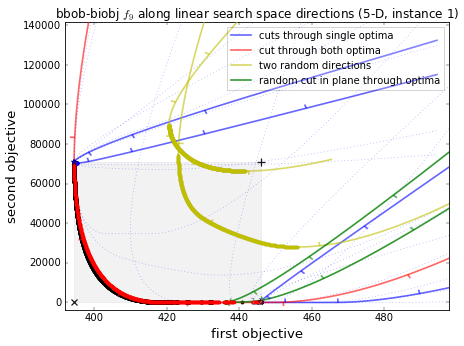 bbob-biobj f9 along linear search space directions (5-D, instance 1)
cuts through single optima
cut through both optima
two random directions
random cut in plane through optima
second objective
140000
120000
100000
80000
60000
40000
20000
0
400
420
440
460
480
first objective